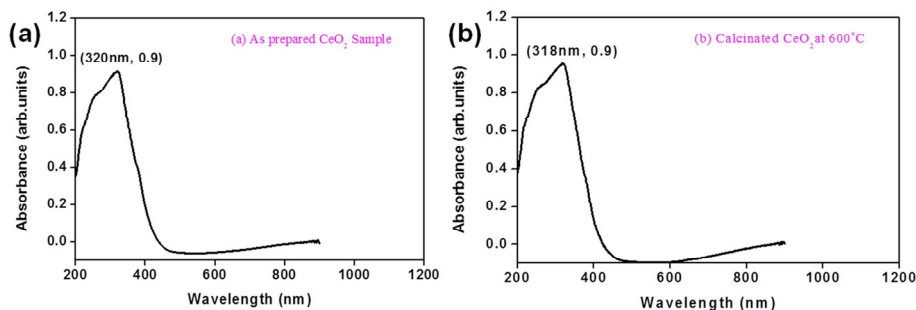 (a)
(a) As prepared CeO₂ Sample
(320nm, 0.9)
Absorbance (arb.units)
1.2
1.0
0.8
0.6
0.4
0.2
0.0
200 400 600 800 1000 1200
Wavelength (nm)
(b)
(b) Calcinated CeO₂ at 600°C
(318nm, 0.9)
Absorbance (arb.units)
1.2
1.0
0.8
0.6
0.4
0.2
0.0
200 400 600 800 1000 1200
Wavelength (nm)